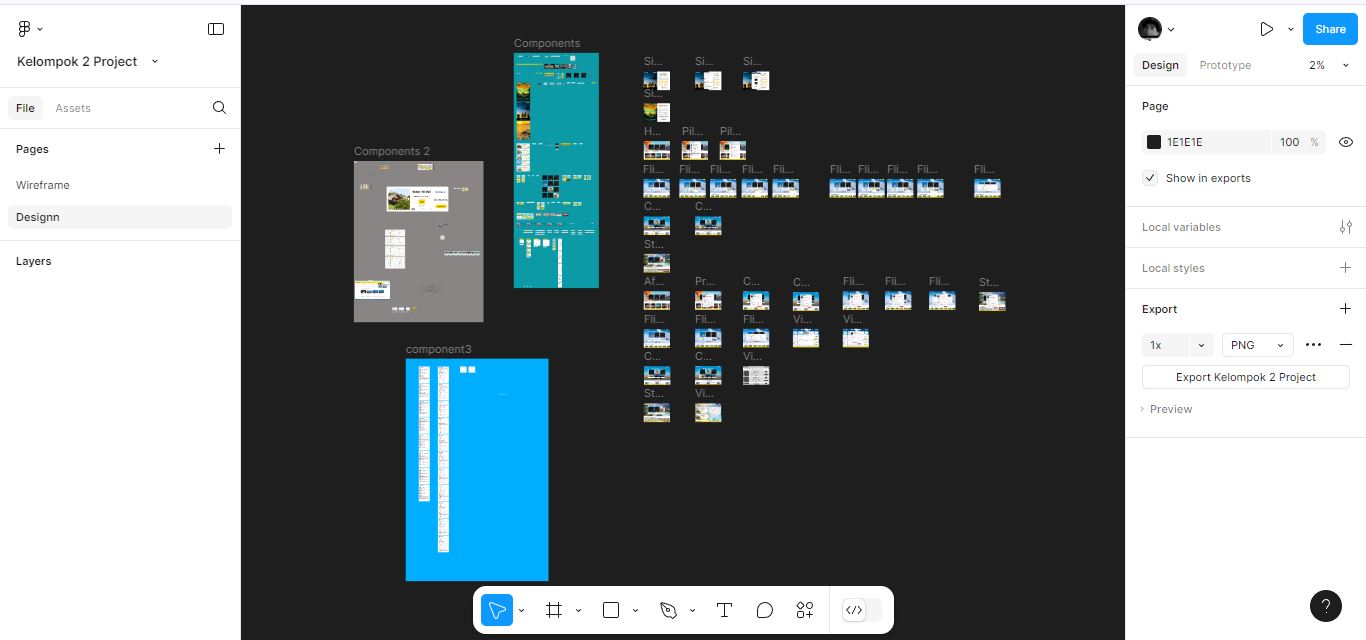 Kelompok 2 Project
File
Assets
Pages
Wireframe
Designn
Layers
Components
Components 2
component3
Si...
Si...
Si...
Si...
H...
Pil...
Pil...
Fli...
Fli...
Fli...
Fli...
Fli...
Fli...
Fli...
Fli...
Fli...
Fli...
C...
C...
St...
Af...
Pr...
C...
C...
Fli...
Fli...
Fli...
St...
Fli...
Fli...
Fli...
Vi...
Vi...
C...
C...
Vi...
St...
Vi...
Share
Design
Prototype
2%
Page
1E1E1E
100
%
Show in exports
Local variables
Local styles
Export
1x
PNG
Export Kelompok 2 Project
Preview
?